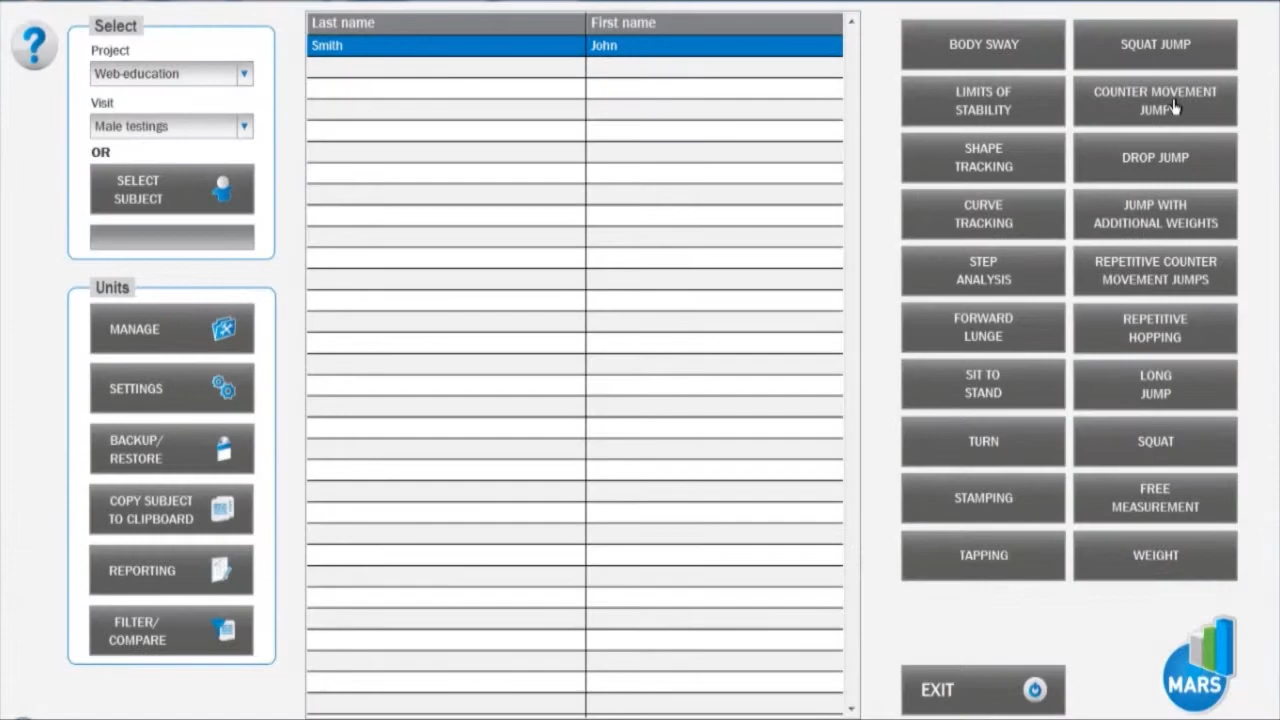 ?
Select
Project
Web-education
Visit
Male testings
OR
SELECT
SUBJECT
Units
MANAGE
SETTINGS
BACKUP/
RESTORE
COPY SUBJECT
TO CLIPBOARD
REPORTING
FILTER/
COMPARE
Last name First name
Smith John
BODY SWAY
LIMITS OF
STABILITY
SHAPE
TRACKING
CURVE
TRACKING
STEP
ANALYSIS
FORWARD
LUNGE
SIT TO
STAND
TURN
STAMPING
TAPPING
SQUAT JUMP
COUNTER MOVEMENT
JUMP
DROP JUMP
JUMP WITH
ADDITIONAL WEIGHTS
REPETITIVE COUNTER
MOVEMENT JUMPS
REPETITIVE
HOPPING
LONG
JUMP
SQUAT
FREE
MEASUREMENT
WEIGHT
EXIT
MARS